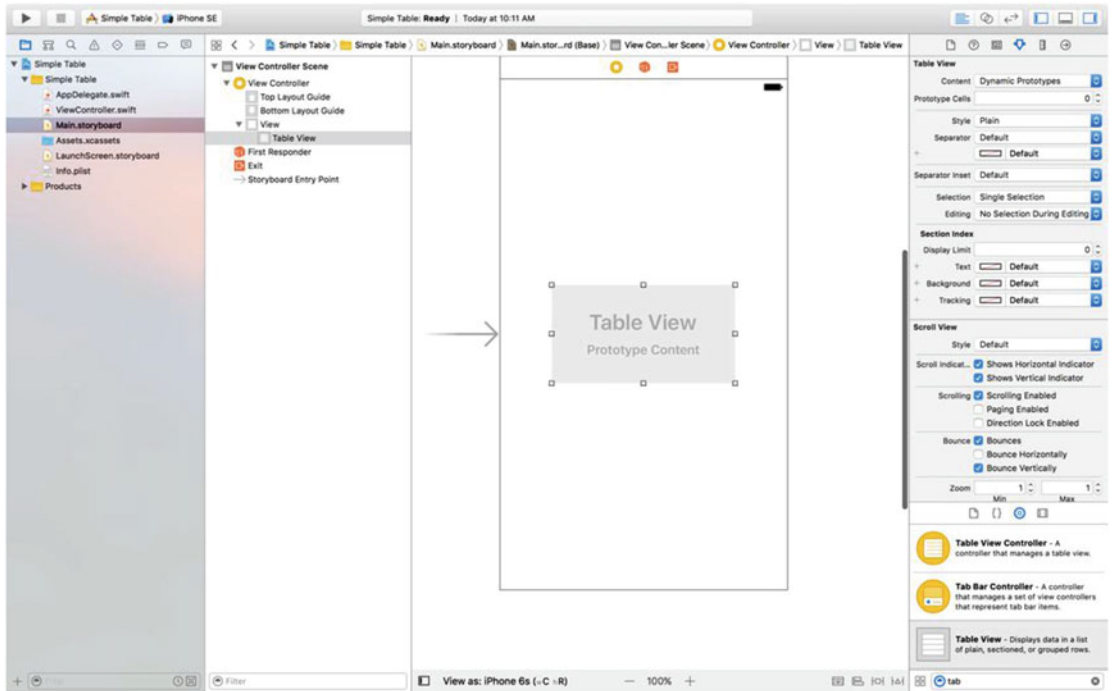 Simple Table
iPhone SE
Simple Table: Ready | Today at 10:11 AM
Simple Table
Simple Table
Main.storyboard
Main.stor...rd (Base)
View Con...ler Scene
View Controller
View
Table View
Simple Table
Simple Table
AppDelegate.swift
ViewController.swift
Main.storyboard
Assets.xcassets
LaunchScreen.storyboard
Info.plist
Products
View Controller Scene
View Controller
Top Layout Guide
Bottom Layout Guide
View
Table View
First Responder
Exit
Storyboard Entry Point
Table View
Prototype Content
Table View
Content Dynamic Prototypes
Prototype Cells 0
Style Plain
Separator Default
+ Default
Separator Inset Default
Selection Single Selection
Editing No Selection During Editing
Section Index
Display Limit 0
+ Text Default
+ Background Default
+ Tracking Default
Scroll View
Style Default
Scroll Indicat... Shows Horizontal Indicator
Shows Vertical Indicator
Scrolling Scrolling Enabled
Paging Enabled
Direction Lock Enabled
Bounce Bounces
Bounce Horizontally
Bounce Vertically
Zoom 1 1
Min Max
Table View Controller - A
controller that manages a table view.
Tab Bar Controller - A controller
that manages a set of view controllers
that represent tab bar items.
Table View - Displays data in a list
of plain, sectioned, or grouped rows.
Filter
Filter
View as: iPhone 6s (wC hR)
— 100% +
tab